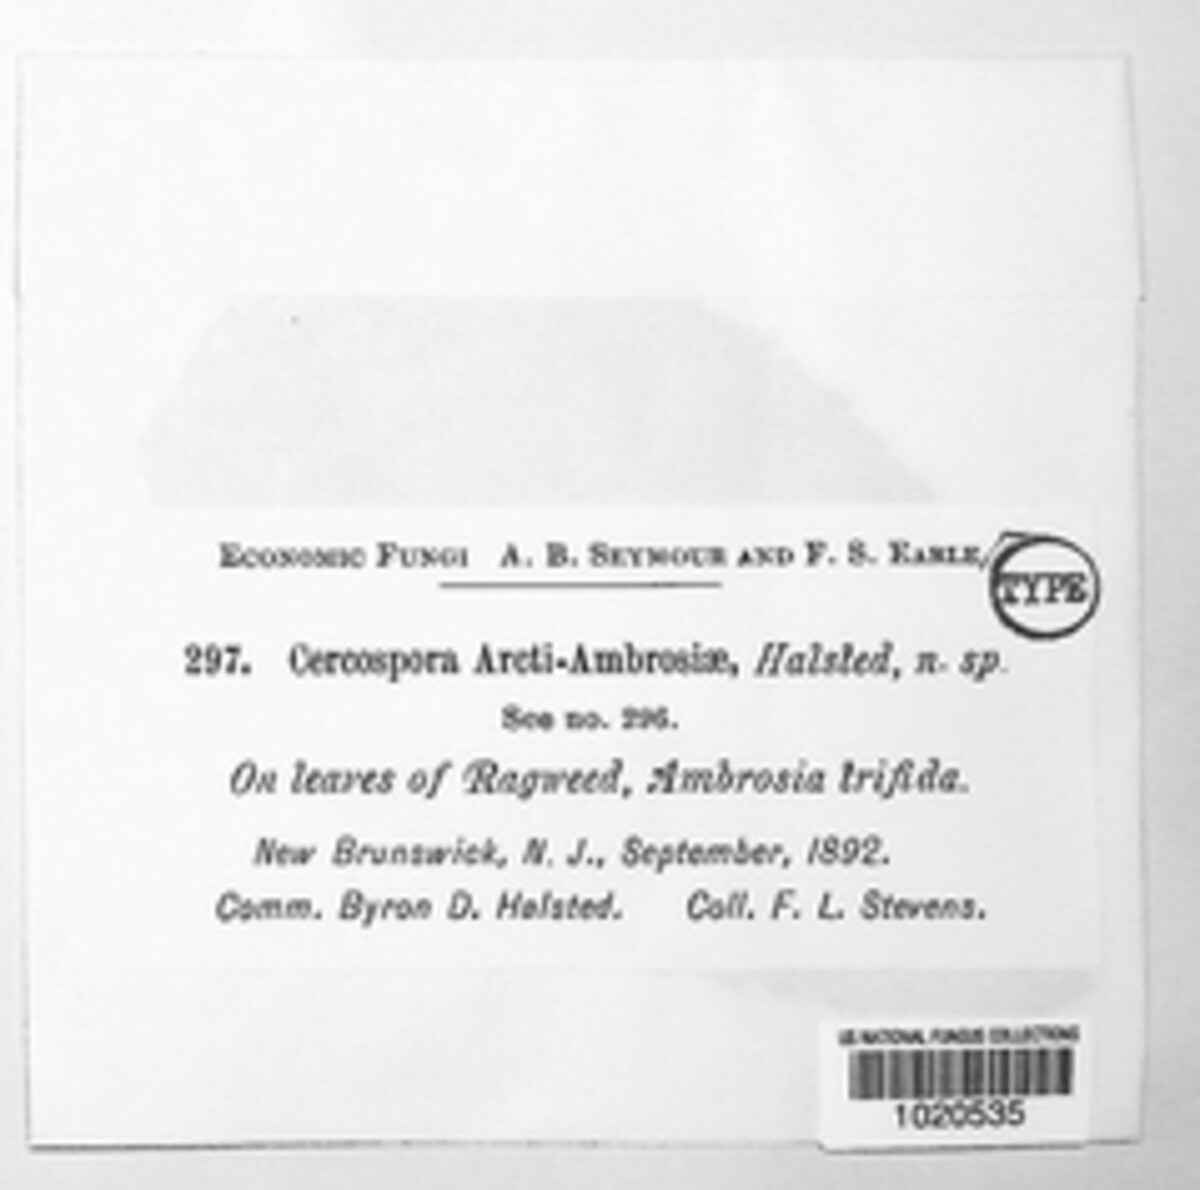 ECONOMIC FUNGI A. B. SEYMOUR AND F. S. EARLE,
TYPE
297. Cercospora Arcti-Ambrosiæ, Halsted, n. sp.
See no. 296.
On leaves of Ragweed, Ambrosia trifida.
New Brunswick, N. J., September, 1892.
Comm. Byron D. Halsted. Coll. F. L. Stevens.
US NATIONAL FUNGUS COLLECTIONS
1020535